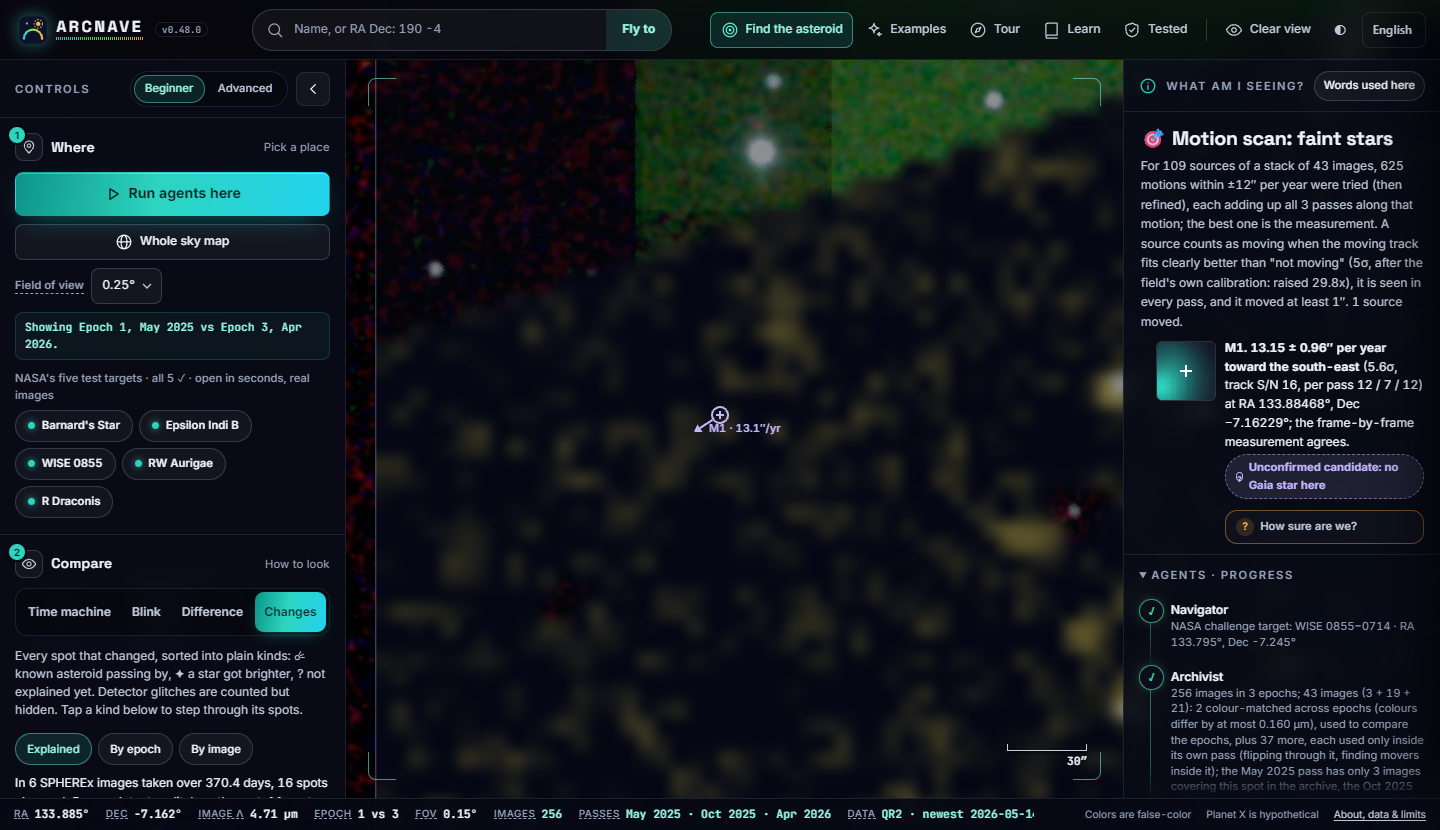 ARCNAVE v0.48.0 Name, or RA Dec: 190 -4 Fly to Find the asteroid Examples Tour Learn Tested Clear view English
CONTROLS Beginner Advanced
1 Where Pick a place
Run agents here
Whole sky map
Field of view 0.25°
Showing Epoch 1, May 2025 vs Epoch 3, Apr
2026.
NASA's five test targets · all 5 ✓ · open in seconds, real
images
Barnard's Star Epsilon Indi B
WISE 0855 RW Aurigae
R Draconis
2 Compare How to look
Time machine Blink Difference Changes
Every spot that changed, sorted into plain kinds: ☄
known asteroid passing by, ✦ a star got brighter, ? not
explained yet. Detector glitches are counted but
hidden. Tap a kind below to step through its spots.
Explained By epoch By image
In 6 SPHEREx images taken over 370.4 days, 16 spots
M1 · 13.1″/yr
30″
WHAT AM I SEEING? Words used here
🎯 Motion scan: faint stars
For 109 sources of a stack of 43 images, 625
motions within ±12″ per year were tried (then
refined), each adding up all 3 passes along that
motion; the best one is the measurement. A
source counts as moving when the moving track
fits clearly better than "not moving" (5σ, after the
field's own calibration: raised 29.8x), it is seen in
every pass, and it moved at least 1″. 1 source
moved.
M1. 13.15 ± 0.96″ per year
toward the south-east (5.6σ,
track S/N 16, per pass 12 / 7 / 12)
at RA 133.88468°, Dec
−7.16229°; the frame-by-frame
measurement agrees.
Unconfirmed candidate: no
Gaia star here
? How sure are we?
▼ AGENTS · PROGRESS
✓ Navigator
NASA challenge target: WISE 0855−0714 · RA
133.795°, Dec -7.245°
✓ Archivist
256 images in 3 epochs; 43 images (3 + 19 +
21): 2 colour-matched across epochs (colours
differ by at most 0.160 µm), used to compare
the epochs, plus 37 more, each used only inside
its own pass (flipping through it, finding movers
inside it); the May 2025 pass has only 3 images
covering this spot in the archive, the Oct 2025
RA 133.885° DEC -7.162° IMAGE Λ 4.71 µm EPOCH 1 vs 3 FOV 0.15° IMAGES 256 PASSES May 2025 · Oct 2025 · Apr 2026 DATA QR2 · newest 2026-05-1 Colors are false-color Planet X is hypothetical About, data & limits